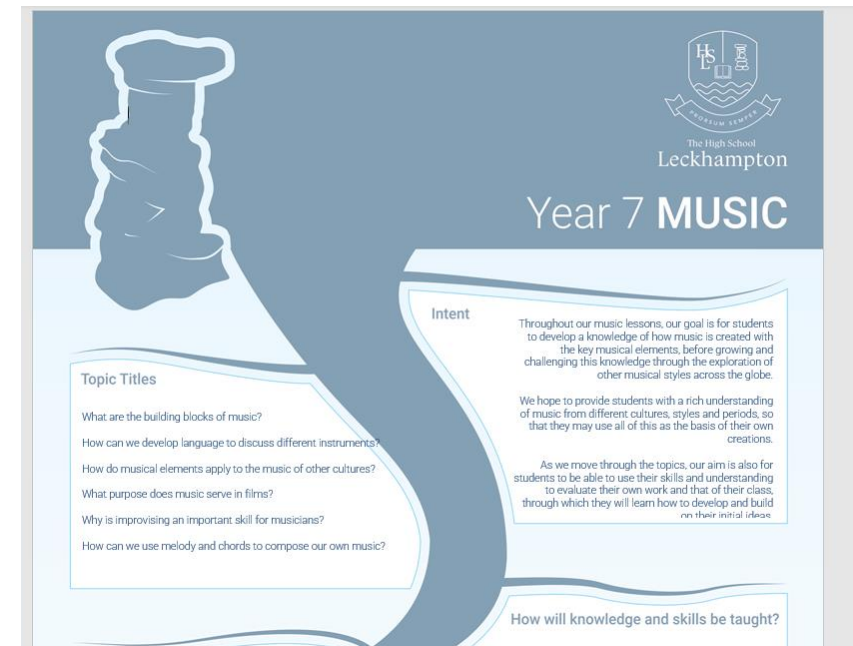 HLS
PRORSUM SEMPER
The High School
Leckhampton
Year 7 MUSIC
Topic Titles
What are the building blocks of music?
How can we develop language to discuss different instruments?
How do musical elements apply to the music of other cultures?
What purpose does music serve in films?
Why is improvising an important skill for musicians?
How can we use melody and chords to compose our own music?
Intent
Throughout our music lessons, our goal is for students
to develop a knowledge of how music is created with
the key musical elements, before growing and
challenging this knowledge through the exploration of
other musical styles across the globe.
We hope to provide students with a rich understanding
of music from different cultures, styles and periods, so
that they may use all of this as the basis of their own
creations.
As we move through the topics, our aim is also for
students to be able to use their skills and understanding
to evaluate their own work and that of their class,
through which they will learn how to develop and build
on their initial ideas.
How will knowledge and skills be taught?